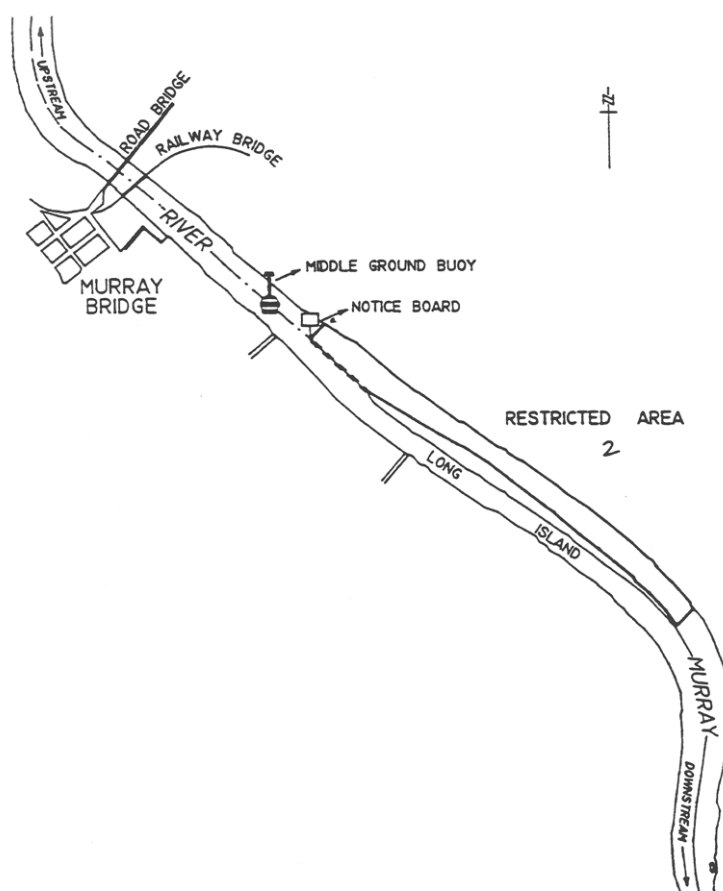 UPSTREAM
ROAD BRIDGE
RAILWAY BRIDGE
N
RIVER
MIDDLE GROUND BUOY
MURRAY
BRIDGE
NOTICE BOARD
RESTRICTED AREA
2
LONG
ISLAND
MURRAY
DOWNSTREAM